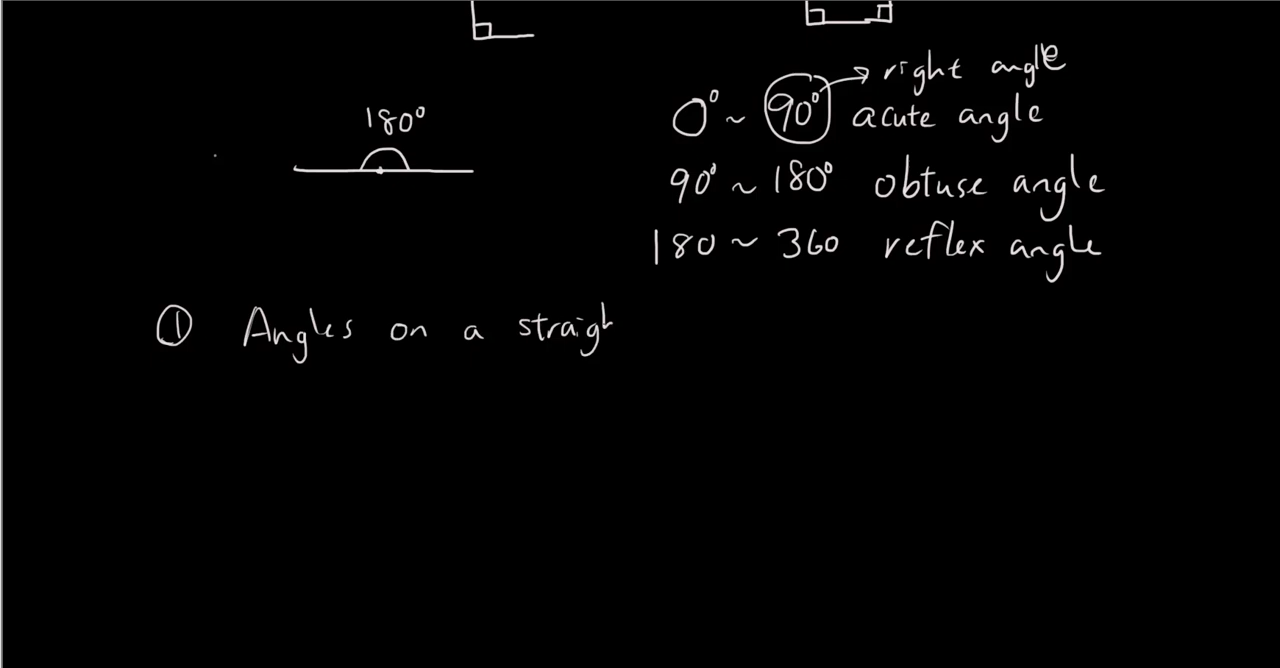 right angle
180°
0° ~ 90° acute angle
90° ~ 180° obtuse angle
180 ~ 360 reflex angle
① Angles on a straigh